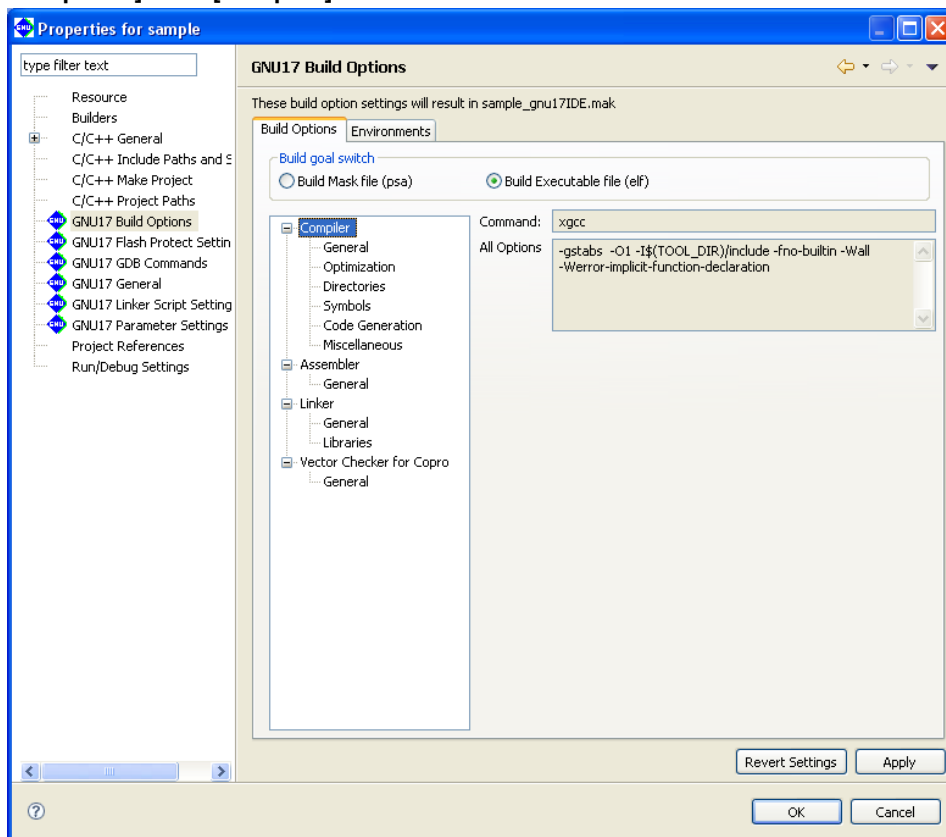 Properties for sample
type filter text
GNU17 Build Options
Resource
Builders
C/C++ General
C/C++ Include Paths and S
C/C++ Make Project
C/C++ Project Paths
GNU17 Build Options
GNU17 Flash Protect Settin
GNU17 GDB Commands
GNU17 General
GNU17 Linker Script Setting
GNU17 Parameter Settings
Project References
Run/Debug Settings
These build option settings will result in sample_gnu17IDE.mak
Build Options Environments
Build goal switch
Build Mask file (psa) Build Executable file (elf)
Compiler
General
Optimization
Directories
Symbols
Code Generation
Miscellaneous
Assembler
General
Linker
General
Libraries
Vector Checker for Copro
General
Command: xgcc
All Options -gstabs -O1 -I$(TOOL_DIR)/include -fno-builtin -Wall
-Werror-implicit-function-declaration
Revert Settings Apply
OK Cancel